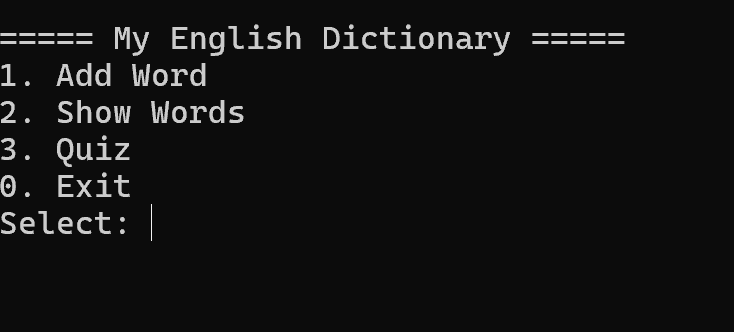 ===== My English Dictionary =====
1. Add Word
2. Show Words
3. Quiz
0. Exit
Select: